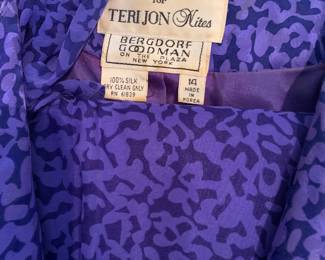 FOR
TERI JON Nites
BERGDORF
GOODMAN
ON THE PLAZA
NEW YORK
100% SILK
RY CLEAN ONLY
RN 61839
14
MADE IN
KOREA